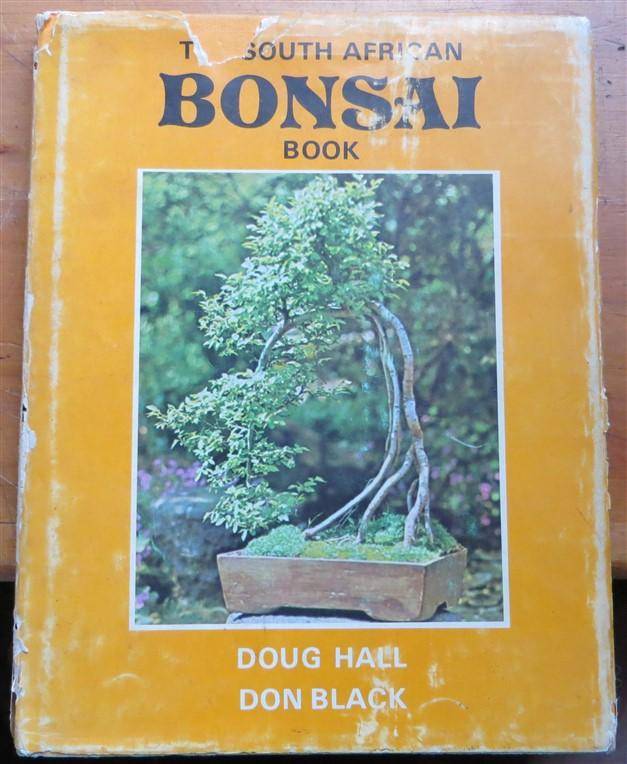 T SOUTH AFRICAN
BONSAI
BOOK
DOUG HALL
DON BLACK